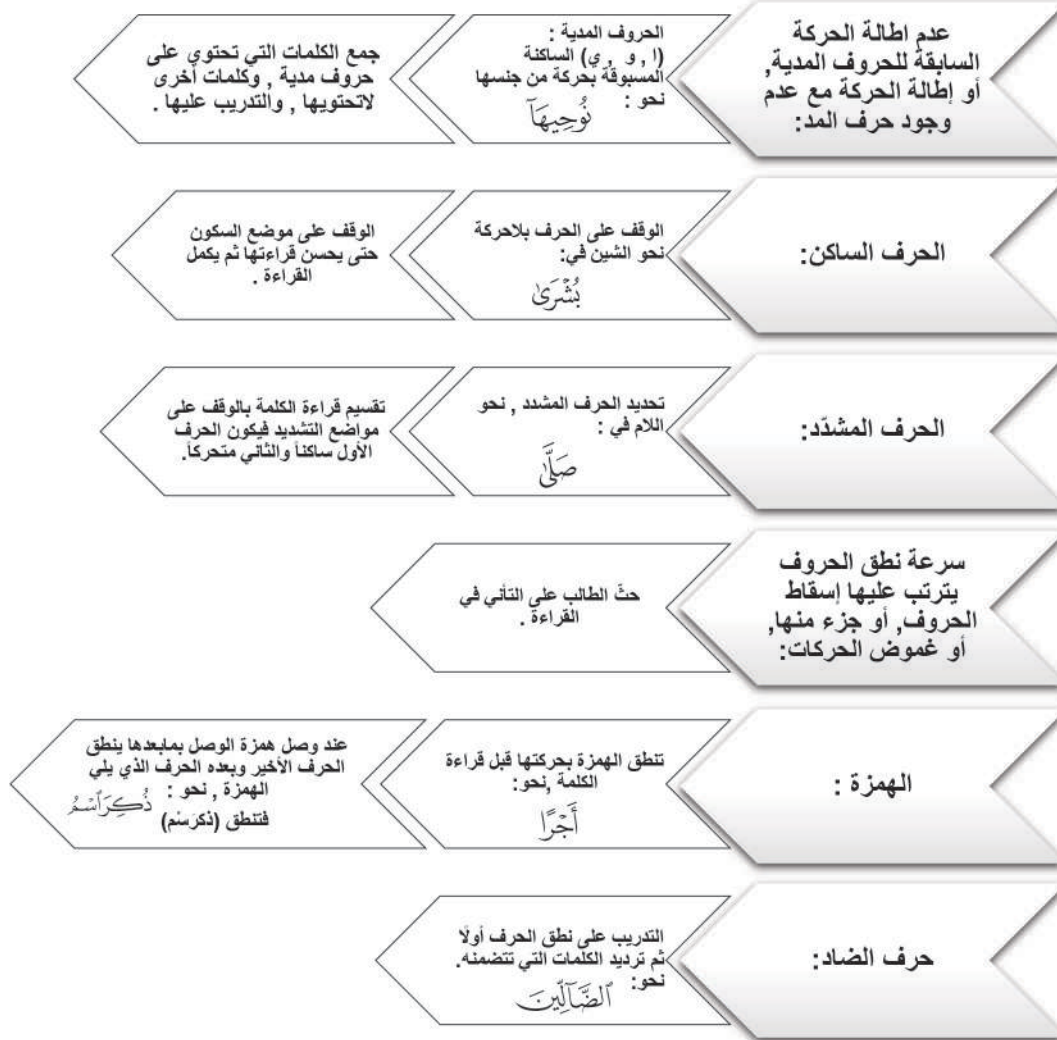 عدم اطالة الحركة
السابقة للحروف المدية,
أو إطالة الحركة مع عدم
وجود حرف المد:
الحروف المدية :
(ا , و , ي) الساكنة
المسبوقة بحركة من جنسها
نحو :
نُوحِيهَآ
جمع الكلمات التي تحتوي على
حروف مدية , وكلمات أخرى
لاتحتويها , والتدريب عليها .
الحرف الساكن:
الوقف على الحرف بلاحركة
نحو الشين في:
بُشْرَىٰ
الوقف على موضع السكون
حتى يحسن قراءتها ثم يكمل
القراءة .
الحرف المشدّد:
تحديد الحرف المشدد , نحو
اللام في :
صَلَّىٰٓ
تقسيم قراءة الكلمة بالوقف على
مواضع التشديد فيكون الحرف
الأول ساكناً والثاني متحركاً.
سرعة نطق الحروف
يترتب عليها إسقاط
الحروف, أو جزء منها,
أو غموض الحركات:
حثّ الطالب على التأني في
القراءة .
الهمزة :
تنطق الهمزة بحركتها قبل قراءة
الكلمة ,نحو:
أَجْرًا
عند وصل همزة الوصل بمابعدها ينطق
الحرف الأخير وبعده الحرف الذي يلي
الهمزة , نحو : ذُكِرَ ٱسْمُ
فتنطق (ذكرَسْم)
حرف الضاد:
التدريب على نطق الحرف أولًا
ثم ترديد الكلمات التي تتضمنه.
نحو: ٱلضَّآلِّينَ